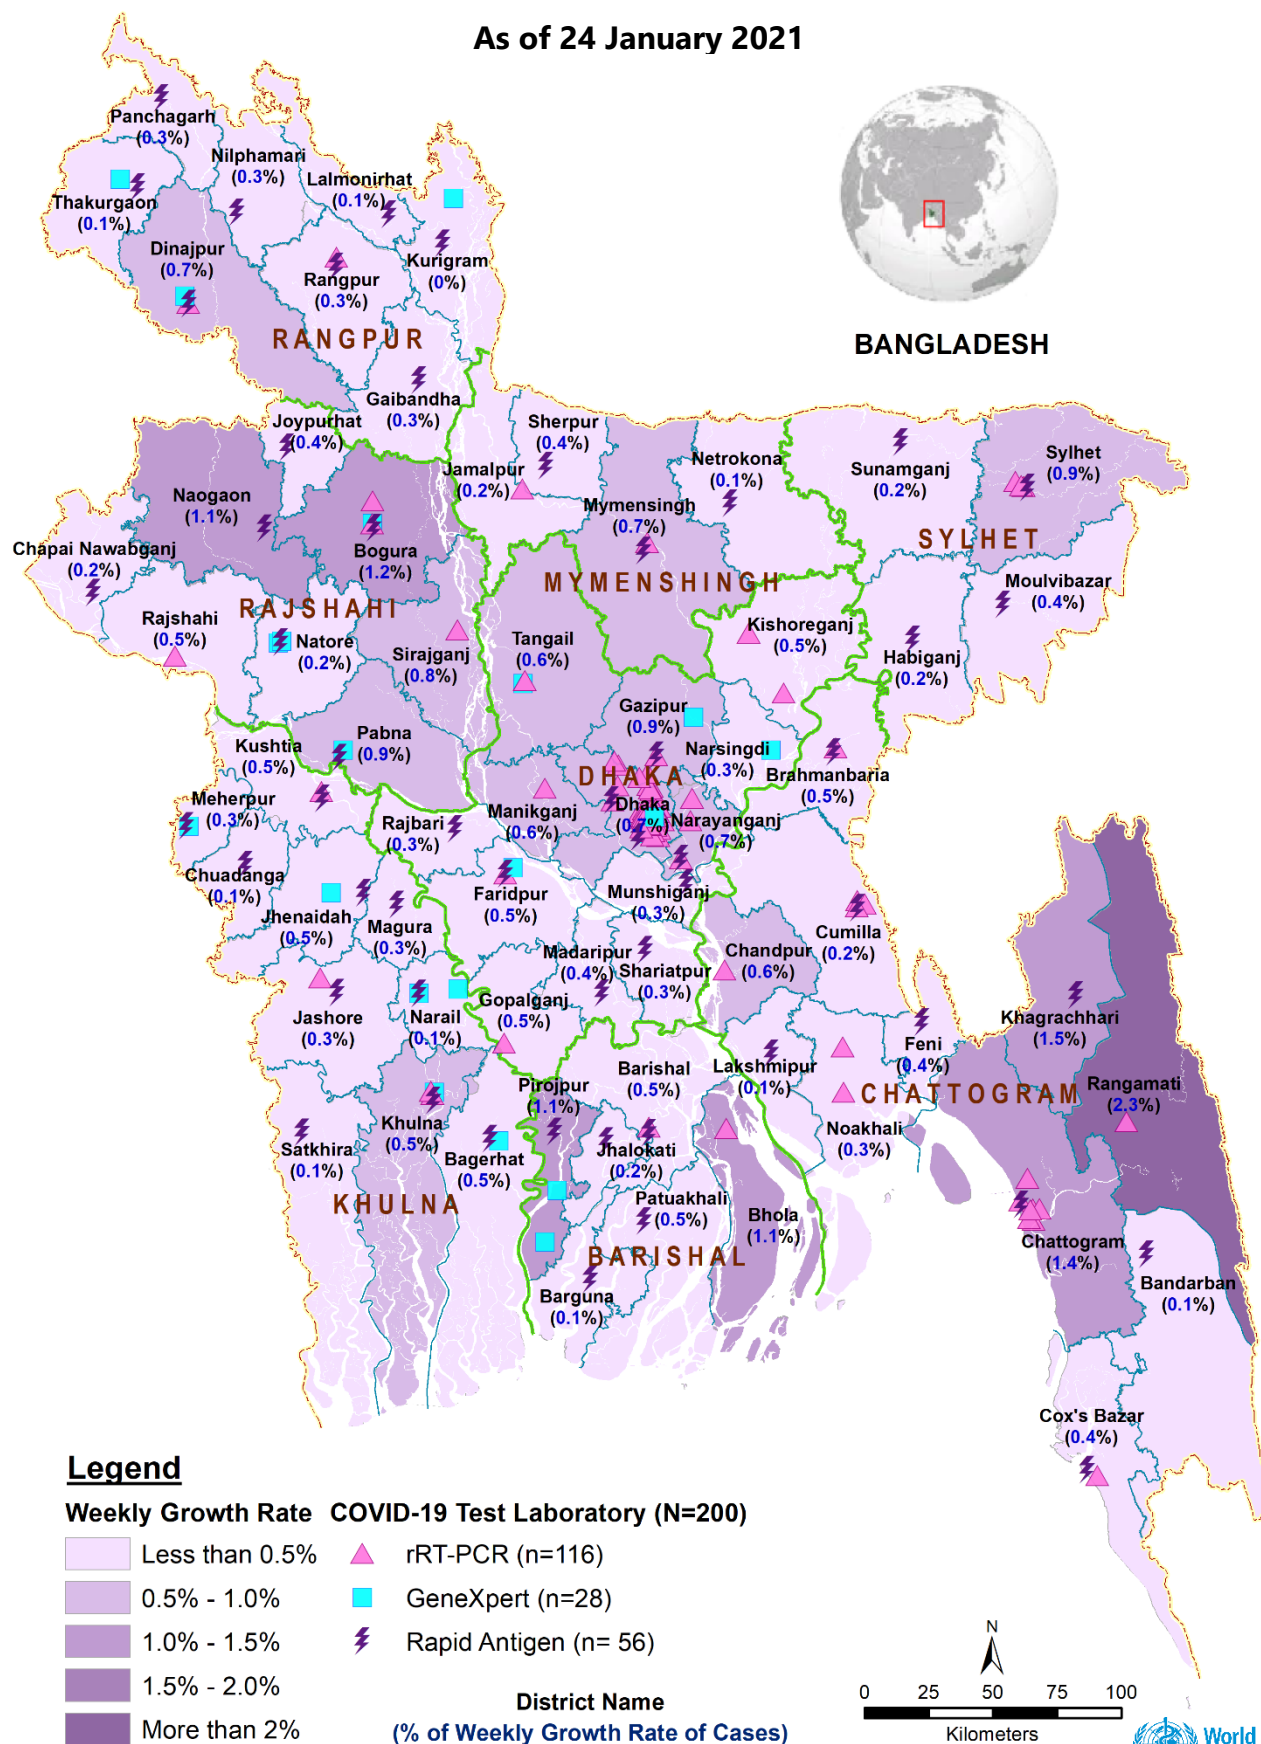 As of 24 January 2021
Panchagarh
(0.3%)
Nilphamari
(0.3%)
Lalmonirhat
(0.1%)
Thakurgaon
(0.1%)
Dinajpur
(0.7%)
Rangpur
(0.3%)
Kurigram
(0%)
RANGPUR
BANGLADESH
Gaibandha
(0.3%)
Joypurhat
(0.4%)
Sherpur
(0.4%)
Jamalpur
(0.2%)
Netrokona
(0.1%)
Sunamganj
(0.2%)
Sylhet
(0.9%)
Naogaon
(1.1%)
Mymensingh
(0.7%)
SYLHET
Chapai Nawabganj
(0.2%)
Bogura
(1.2%)
MYMENSHINGH
Moulvibazar
(0.4%)
RAJSHAHI
Rajshahi
(0.5%)
Natore
(0.2%)
Sirajganj
(0.8%)
Tangail
(0.6%)
Kishoreganj
(0.5%)
Habiganj
(0.2%)
Gazipur
(0.9%)
Pabna
(0.9%)
Kushtia
(0.5%)
Narsingdi
(0.3%)
DHAKA
Brahmanbaria
(0.5%)
Meherpur
(0.3%)
Rajbari
(0.3%)
Manikganj
(0.6%)
Dhaka
(0.7%)
Narayanganj
(0.7%)
Chuadanga
(0.1%)
Jhenaidah
(0.5%)
Magura
(0.3%)
Faridpur
(0.5%)
Munshiganj
(0.3%)
Cumilla
(0.2%)
Madaripur
(0.4%)
Shariatpur
(0.3%)
Chandpur
(0.6%)
Jashore
(0.3%)
Narail
(0.1%)
Gopalganj
(0.5%)
Khagrachhari
(1.5%)
Feni
(0.4%)
Barishal
(0.5%)
Lakshmipur
(0.1%)
Pirojpur
(1.1%)
CHATTOGRAM
Rangamati
(2.3%)
Khulna
(0.5%)
Noakhali
(0.3%)
Satkhira
(0.1%)
Bagerhat
(0.5%)
Jhalokati
(0.2%)
KHULNA
Patuakhali
(0.5%)
Bhola
(1.1%)
BARISHAL
Chattogram
(1.4%)
Bandarban
(0.1%)
Barguna
(0.1%)
Cox's Bazar
(0.4%)
Legend
Weekly Growth Rate
Less than 0.5%
0.5% - 1.0%
1.0% - 1.5%
1.5% - 2.0%
More than 2%
COVID-19 Test Laboratory (N=200)
rRT-PCR (n=116)
GeneXpert (n=28)
Rapid Antigen (n= 56)
District Name
(% of Weekly Growth Rate of Cases)
N
0 25 50 75 100
Kilometers
World